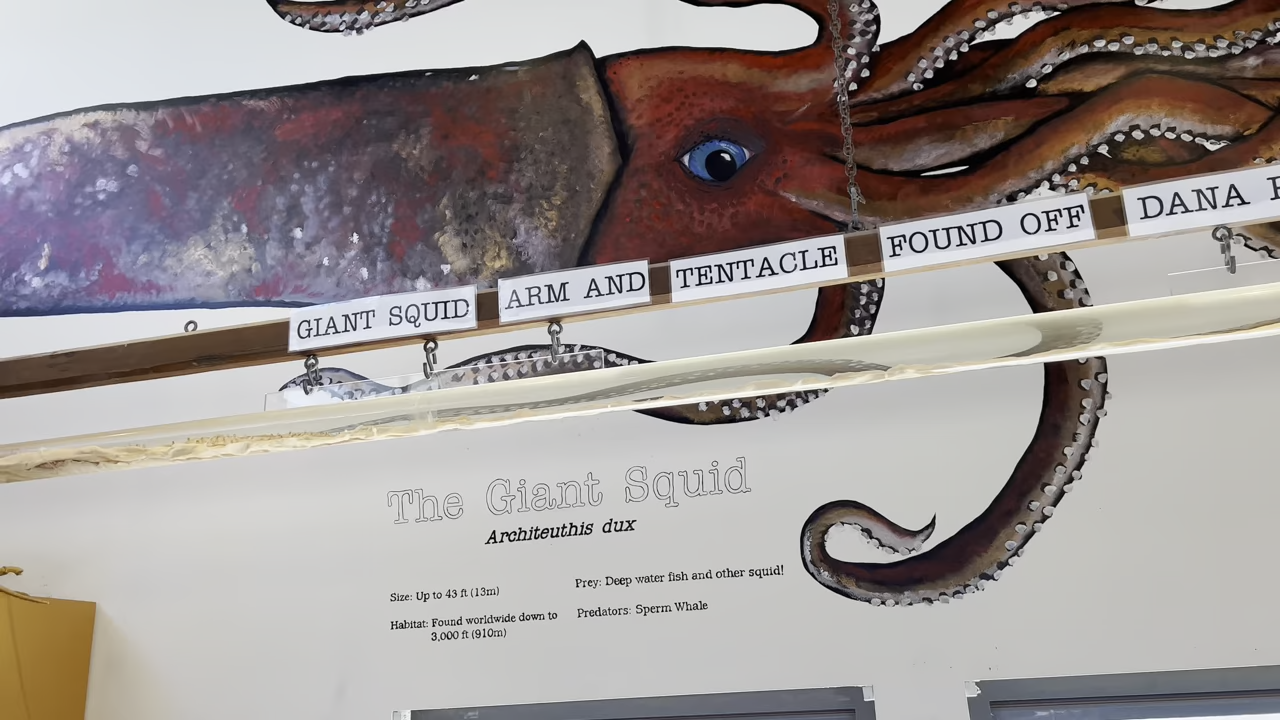 GIANT SQUID ARM AND TENTACLE FOUND OFF DANA
The Giant Squid
Architeuthis dux
Size: Up to 43 ft (13m)
Habitat: Found worldwide down to
3,000 ft (910m)
Prey: Deep water fish and other squid!
Predators: Sperm Whale